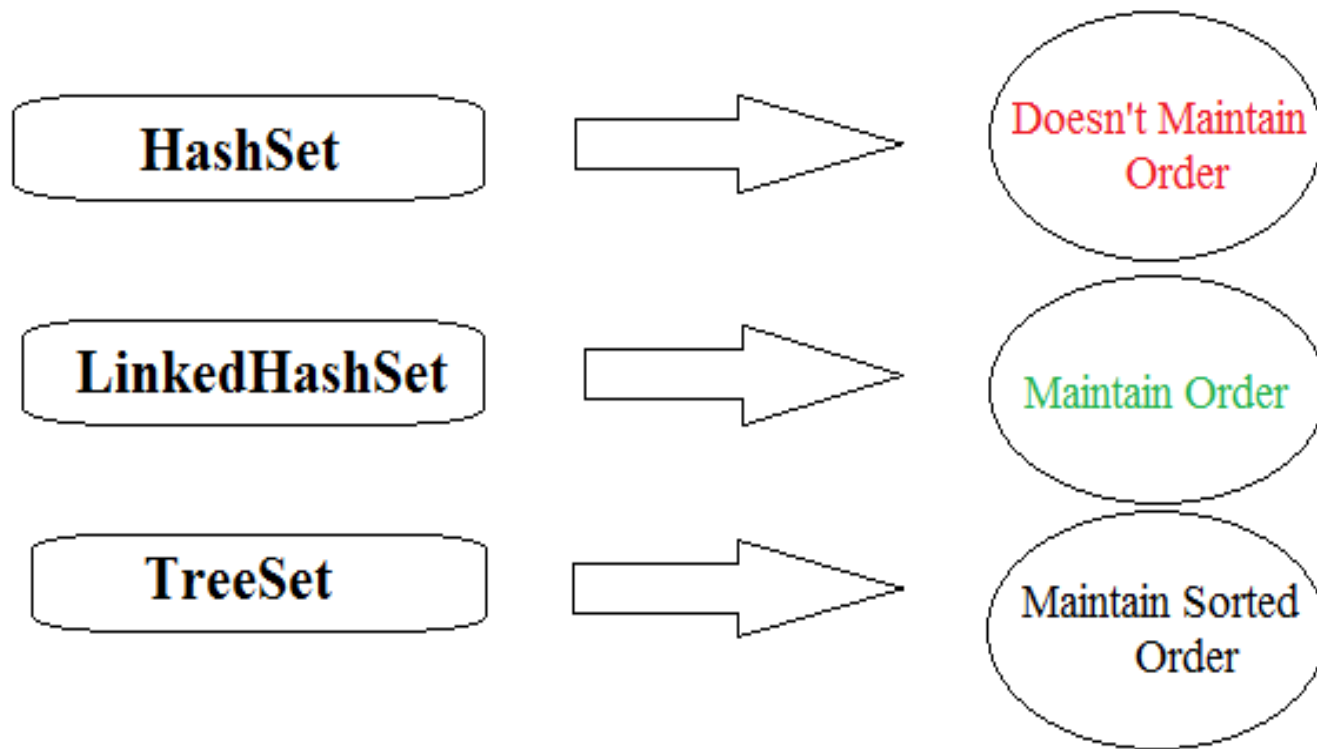 HashSet
Doesn't Maintain
Order
LinkedHashSet
Maintain Order
TreeSet
Maintain Sorted
Order